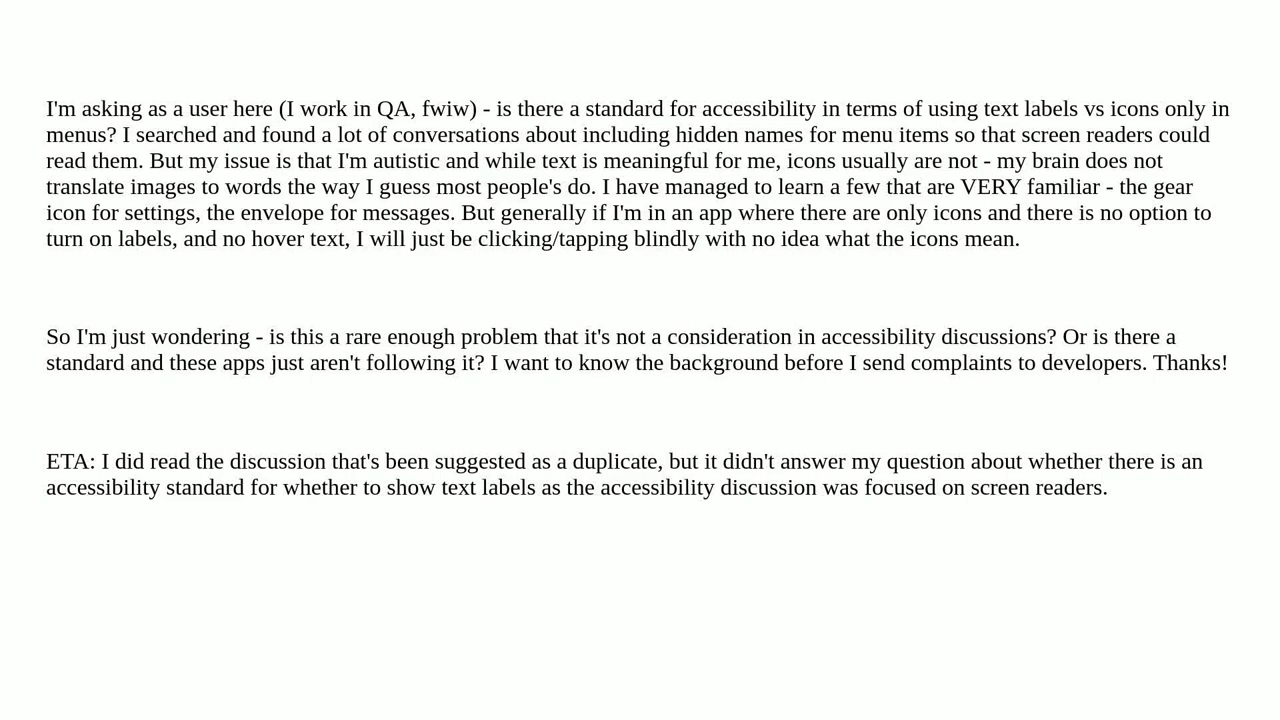 I'm asking as a user here (I work in QA, fwiw) - is there a standard for accessibility in terms of using text labels vs icons only in
menus? I searched and found a lot of conversations about including hidden names for menu items so that screen readers could
read them. But my issue is that I'm autistic and while text is meaningful for me, icons usually are not - my brain does not
translate images to words the way I guess most people's do. I have managed to learn a few that are VERY familiar - the gear
icon for settings, the envelope for messages. But generally if I'm in an app where there are only icons and there is no option to
turn on labels, and no hover text, I will just be clicking/tapping blindly with no idea what the icons mean.
So I'm just wondering - is this a rare enough problem that it's not a consideration in accessibility discussions? Or is there a
standard and these apps just aren't following it? I want to know the background before I send complaints to developers. Thanks!
ETA: I did read the discussion that's been suggested as a duplicate, but it didn't answer my question about whether there is an
accessibility standard for whether to show text labels as the accessibility discussion was focused on screen readers.